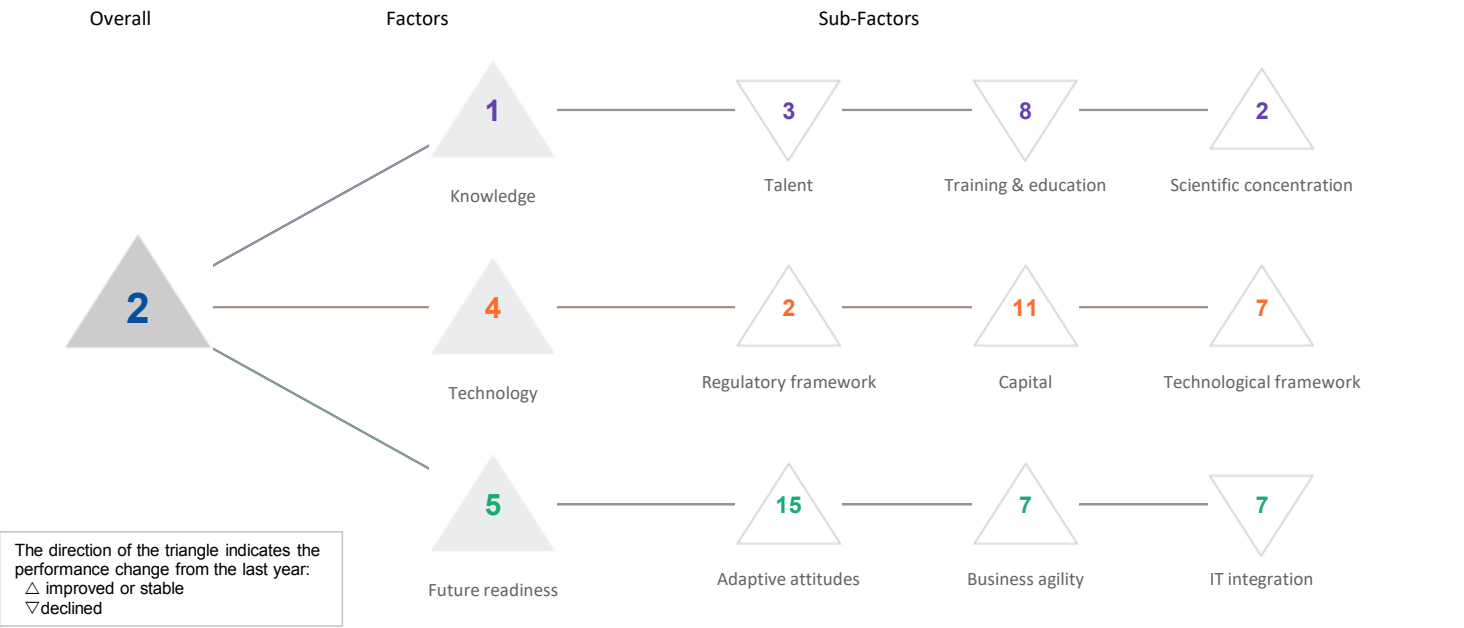 Overall Factors Sub-Factors
1 3 8 2
Knowledge Talent Training & education Scientific concentration
2 4 2 11 7
Technology Regulatory framework Capital Technological framework
5 15 7 7
Future readiness Adaptive attitudes Business agility IT integration
The direction of the triangle indicates the
performance change from the last year:
△ improved or stable
▽declined